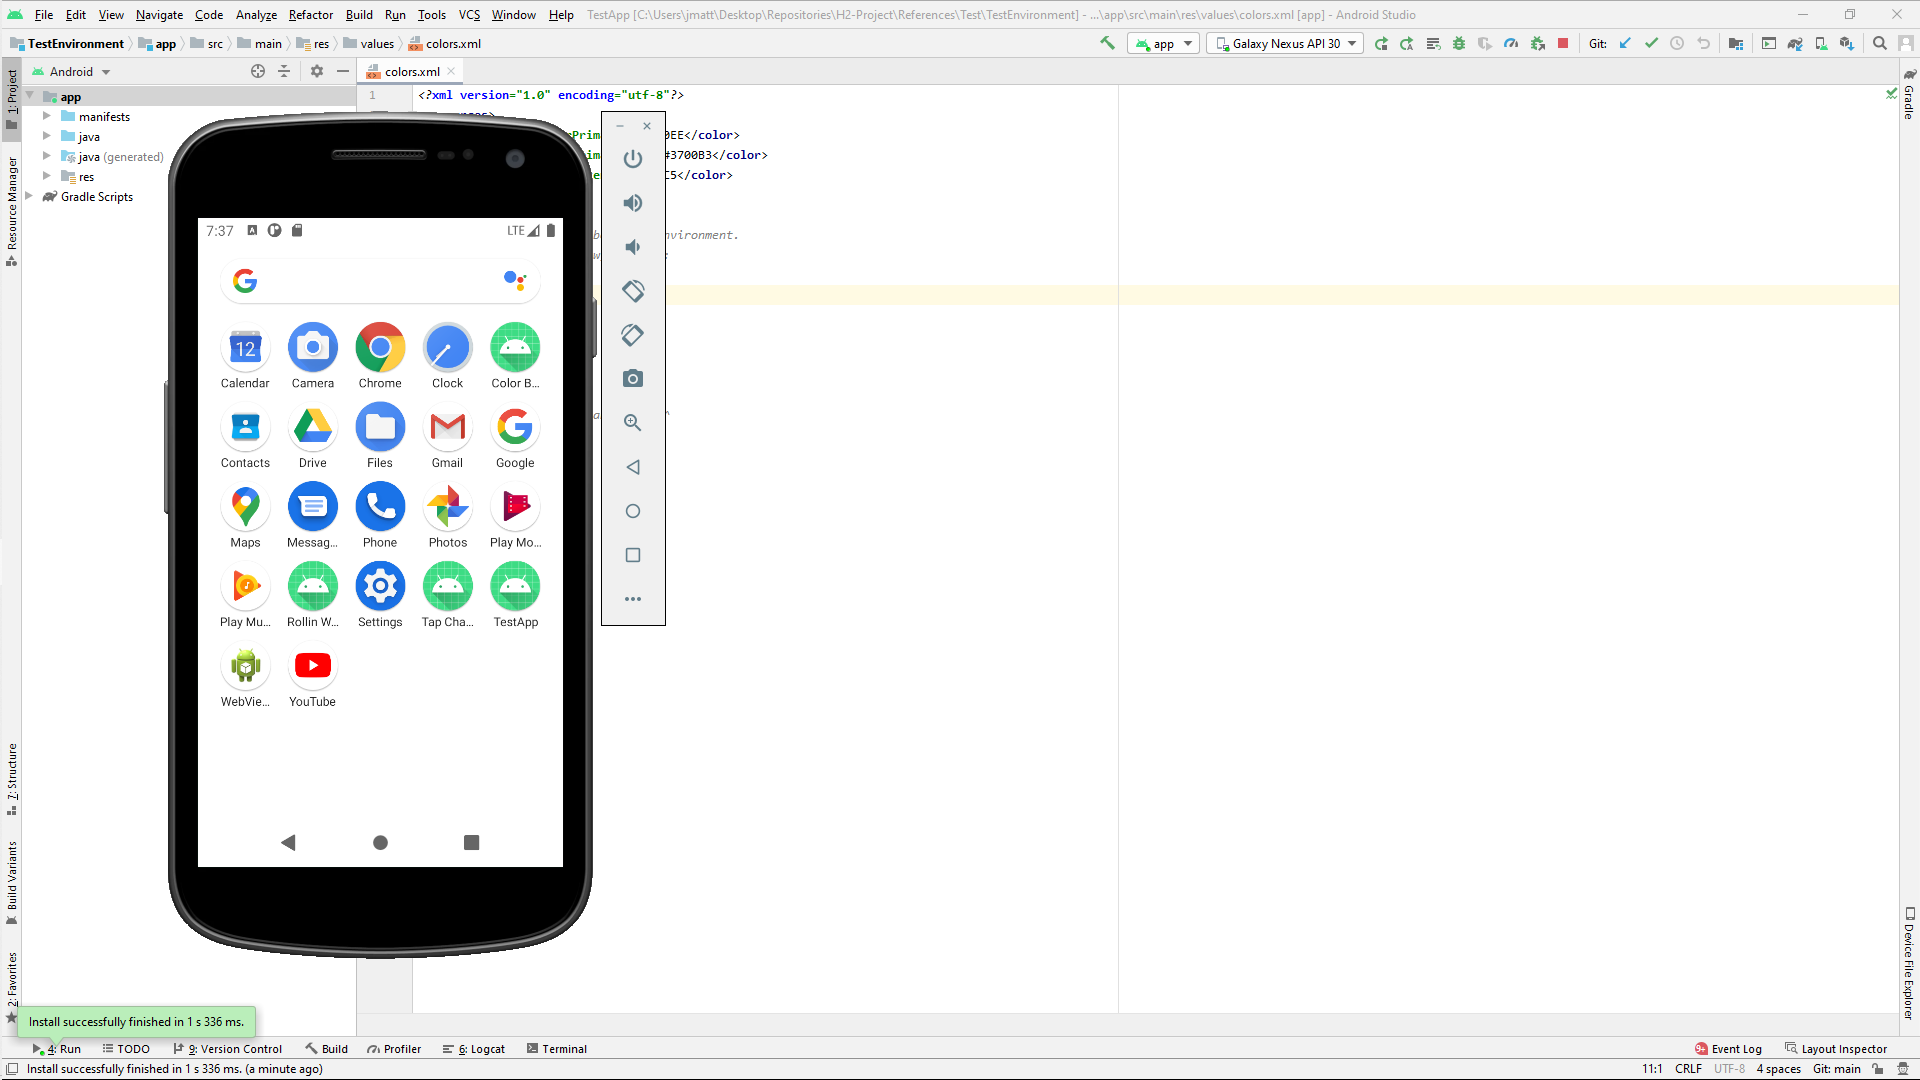 File Edit View Navigate Code Analyze Refactor Build Run Tools VCS Window Help TestApp [C:\Users\jmatt\Desktop\Repositories\H2-Project\References\Test\TestEnvironment] - ...\app\src\main\res\values\colors.xml [app] - Android Studio
TestEnvironment app src main res values colors.xml app Galaxy Nexus API 30 Git:
Android colors.xml
1 <?xml version="1.0" encoding="utf-8"?>
app
manifests
java
java (generated)
res
Gradle Scripts
0EE</color>
#3700B3</color>
C5</color>
nvironment.
1: Project
Resource Manager
7: Structure
Build Variants
2: Favorites
Gradle
Device File Explorer
7:37 LTE
12
Calendar Camera Chrome Clock Color B...
Contacts Drive Files Gmail Google
Maps Messag... Phone Photos Play Mo...
Play Mu... Rollin W... Settings Tap Cha... TestApp
WebVie... YouTube
Install successfully finished in 1 s 336 ms.
4: Run TODO 9: Version Control Build Profiler 6: Logcat Terminal 9+ Event Log Layout Inspector
Install successfully finished in 1 s 336 ms. (a minute ago) 11:1 CRLF UTF-8 4 spaces Git: main